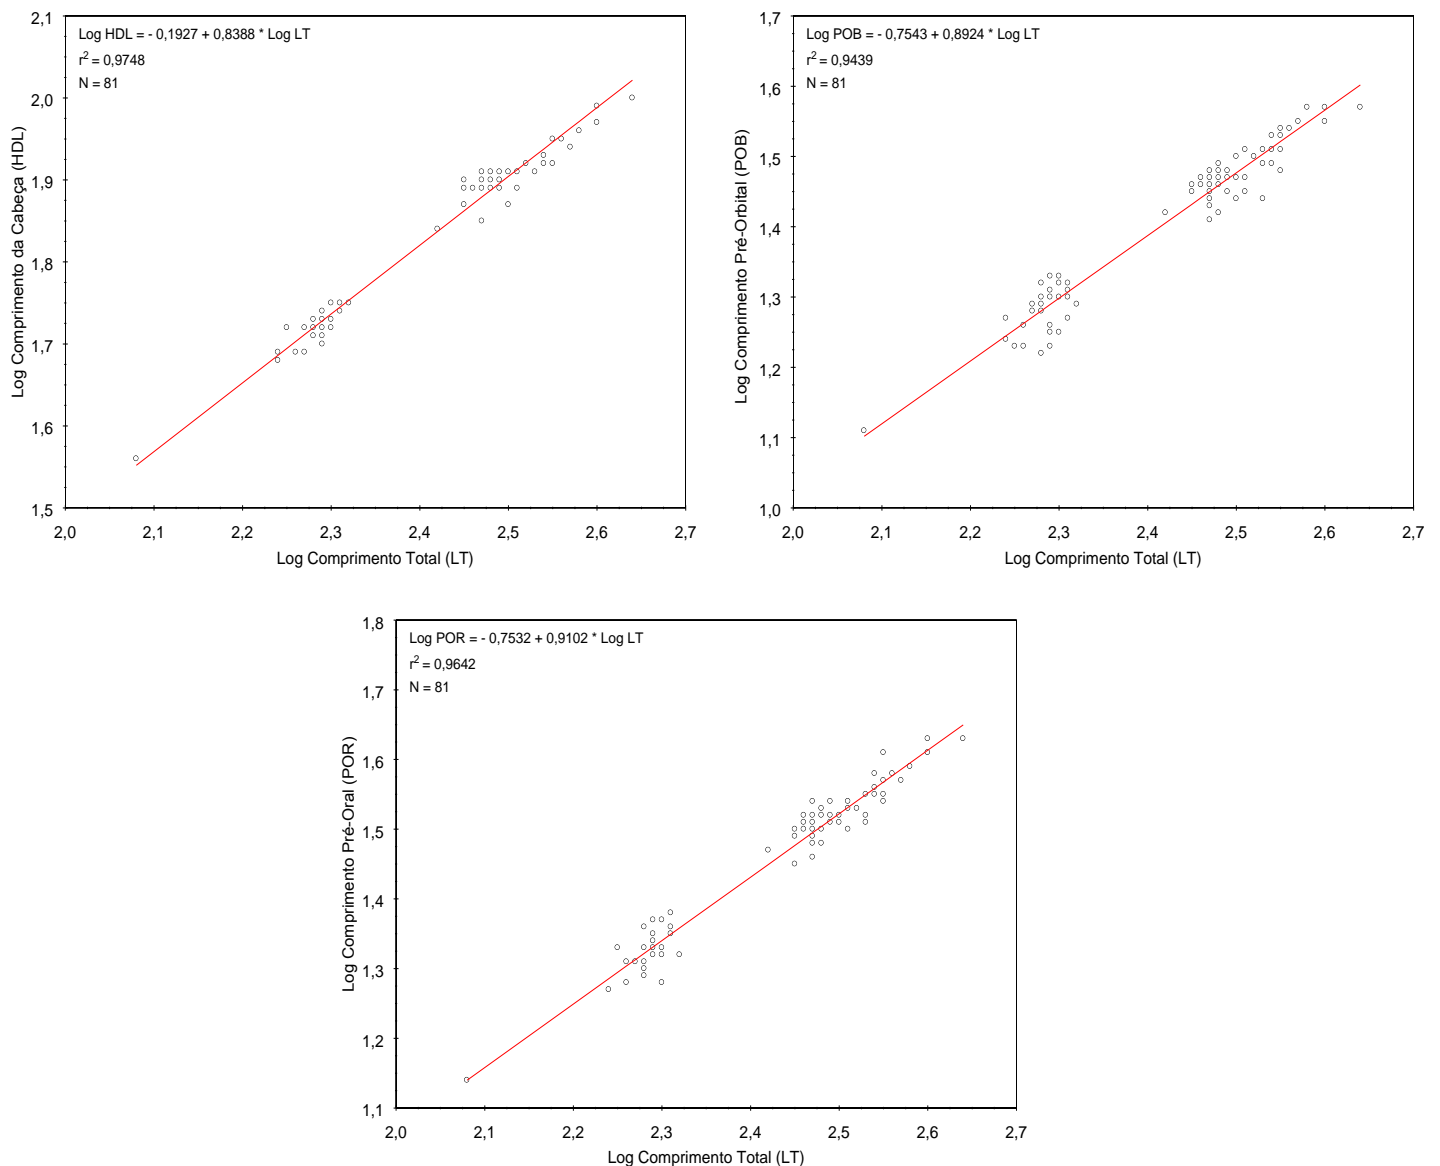 Log HDL = - 0,1927 + 0,8388 * Log LT
r² = 0,9748
N = 81
2,1
2,0
1,9
1,8
1,7
1,6
1,5
Log Comprimento da Cabeça (HDL)
2,0 2,1 2,2 2,3 2,4 2,5 2,6 2,7
Log Comprimento Total (LT)
Log POB = - 0,7543 + 0,8924 * Log LT
r² = 0,9439
N = 81
1,7
1,6
1,5
1,4
1,3
1,2
1,1
1,0
Log Comprimento Pré-Orbital (POB)
2,0 2,1 2,2 2,3 2,4 2,5 2,6 2,7
Log Comprimento Total (LT)
Log POR = - 0,7532 + 0,9102 * Log LT
r² = 0,9642
N = 81
1,8
1,7
1,6
1,5
1,4
1,3
1,2
1,1
Log Comprimento Pré-Oral (POR)
2,0 2,1 2,2 2,3 2,4 2,5 2,6 2,7
Log Comprimento Total (LT)